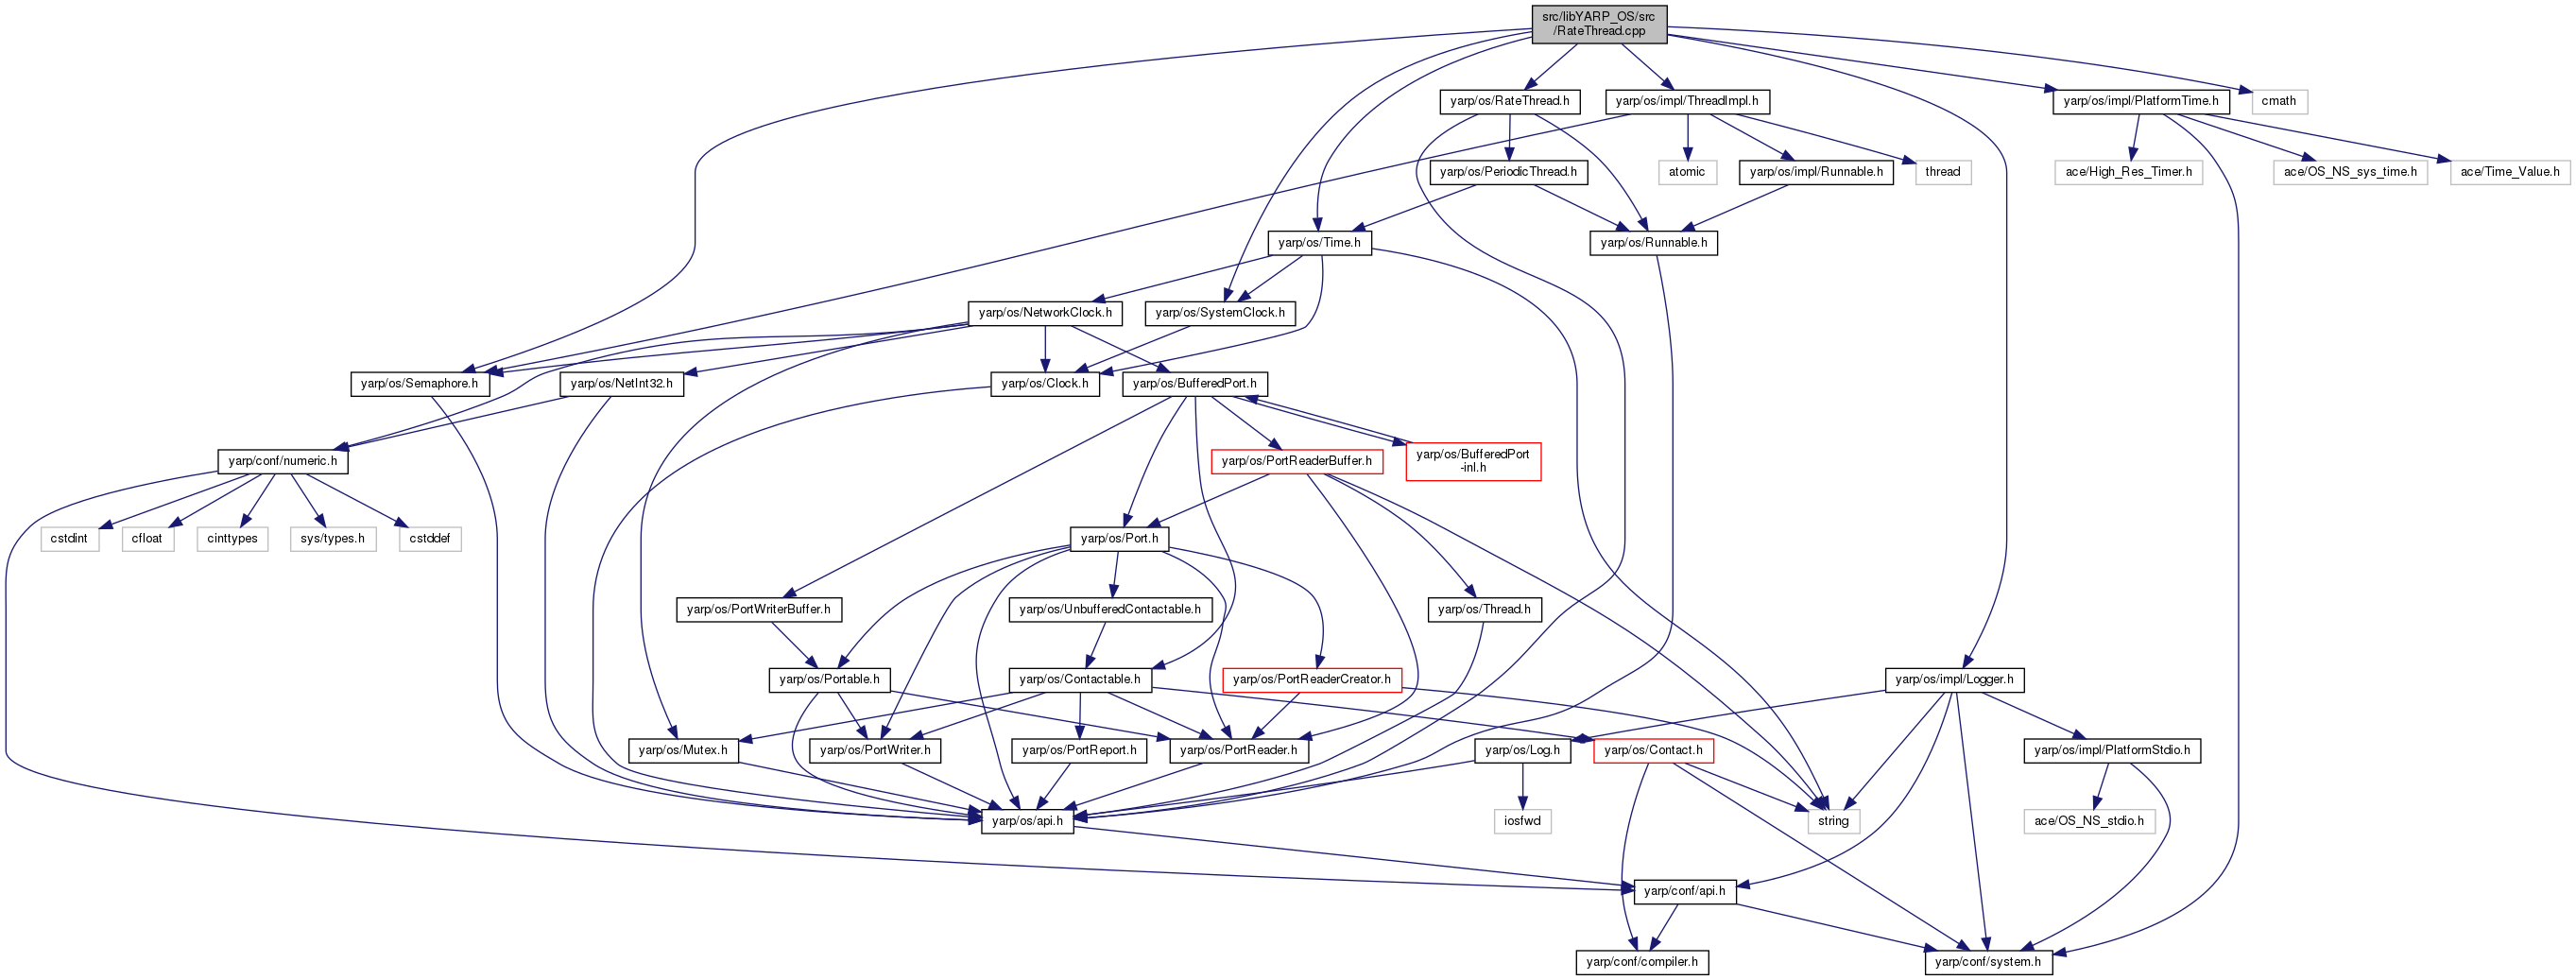 src/libYARP_OS/src
/RateThread.cpp
yarp/os/RateThread.h
yarp/os/impl/ThreadImpl.h
yarp/os/impl/PlatformTime.h
cmath
yarp/os/PeriodicThread.h
atomic
yarp/os/impl/Runnable.h
thread
ace/High_Res_Timer.h
ace/OS_NS_sys_time.h
ace/Time_Value.h
yarp/os/Time.h
yarp/os/Runnable.h
yarp/os/NetworkClock.h
yarp/os/SystemClock.h
yarp/os/Semaphore.h
yarp/os/NetInt32.h
yarp/os/Clock.h
yarp/os/BufferedPort.h
yarp/conf/numeric.h
yarp/os/PortReaderBuffer.h
yarp/os/BufferedPort
-inl.h
cstdint
cfloat
cinttypes
sys/types.h
cstddef
yarp/os/Port.h
yarp/os/PortWriterBuffer.h
yarp/os/UnbufferedContactable.h
yarp/os/Thread.h
yarp/os/Portable.h
yarp/os/Contactable.h
yarp/os/PortReaderCreator.h
yarp/os/impl/Logger.h
yarp/os/Mutex.h
yarp/os/PortWriter.h
yarp/os/PortReport.h
yarp/os/PortReader.h
yarp/os/Log.h
yarp/os/Contact.h
yarp/os/impl/PlatformStdio.h
yarp/os/api.h
iosfwd
string
ace/OS_NS_stdio.h
yarp/conf/api.h
yarp/conf/compiler.h
yarp/conf/system.h